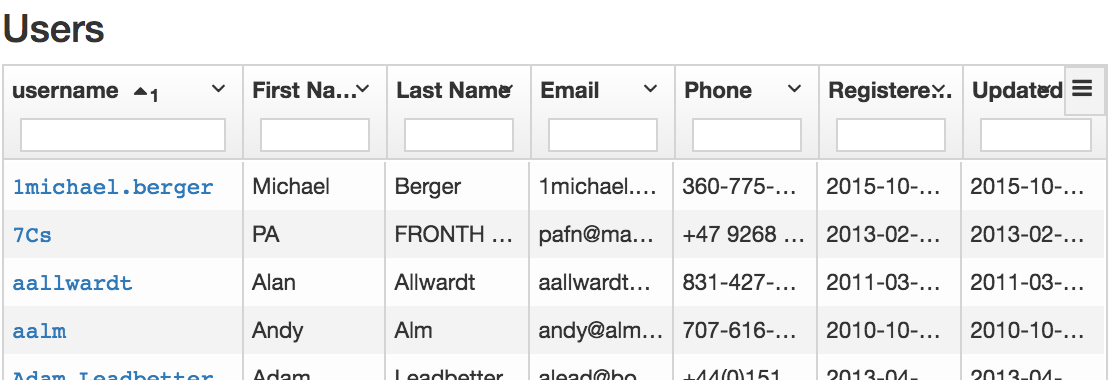 Users
username 1 First Na... Last Name Email Phone Registere... Updated
1michael.berger Michael Berger 1michael.... 360-775-... 2015-10-... 2015-10-...
7Cs PA FRONTH ... pafn@ma... +47 9268 ... 2013-02-... 2013-02-...
aallwardt Alan Allwardt aallwardt... 831-427-... 2011-03-... 2011-03-...
aalm Andy Alm andy@alm... 707-616-... 2010-10-... 2010-10-...
Adam.Leadbetter Adam Leadbetter alead@bo... +44(0)151... 2013-04-... 2013-04-...